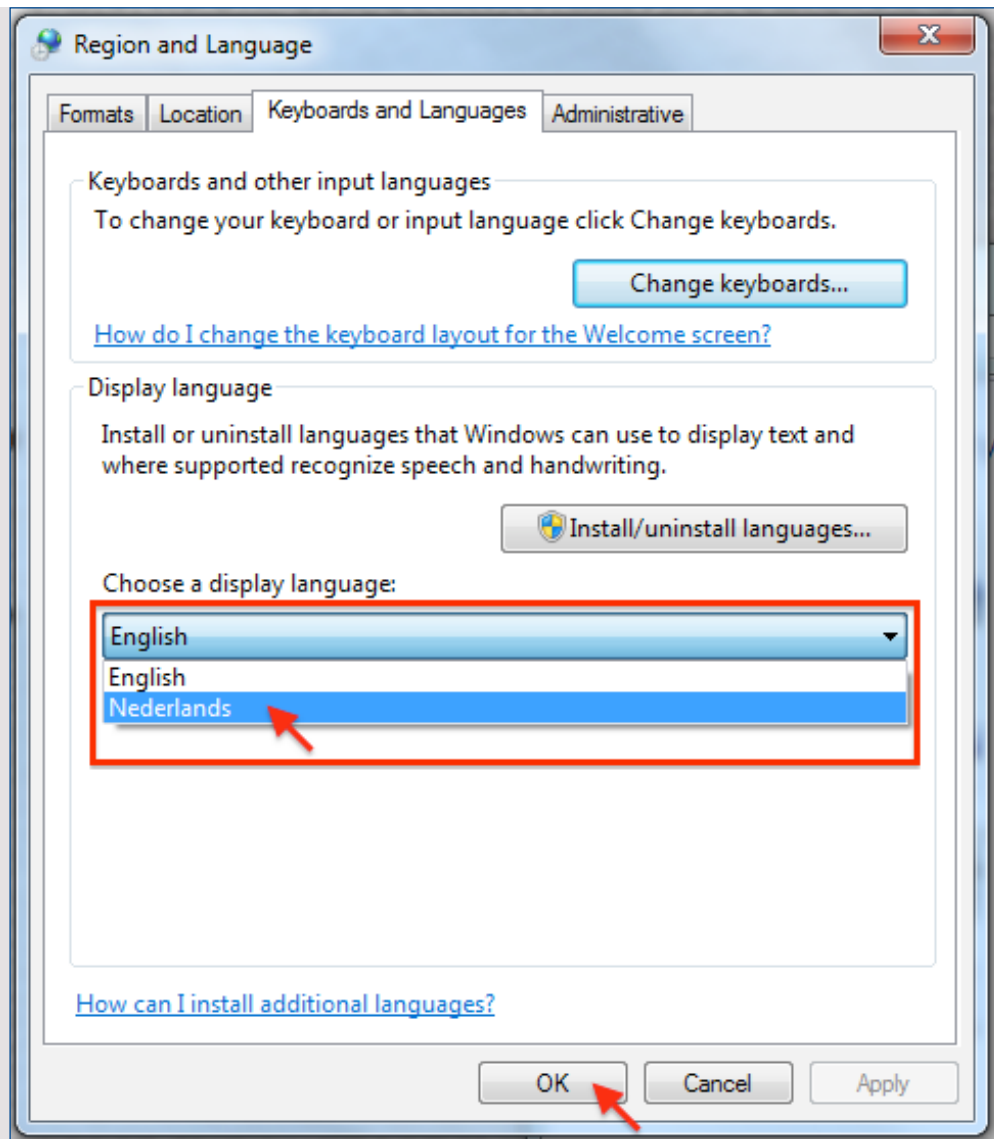 Region and Language
Formats Location Keyboards and Languages Administrative
Keyboards and other input languages
To change your keyboard or input language click Change keyboards.
Change keyboards...
How do I change the keyboard layout for the Welcome screen?
Display language
Install or uninstall languages that Windows can use to display text and
where supported recognize speech and handwriting.
Install/uninstall languages...
Choose a display language:
English
English
Nederlands
How can I install additional languages?
OK Cancel Apply